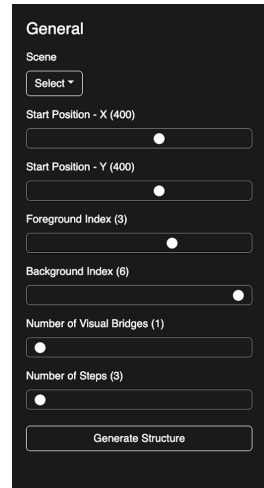 General
Scene
Select
Start Position - X (400)
Start Position - Y (400)
Foreground Index (3)
Background Index (6)
Number of Visual Bridges (1)
Number of Steps (3)
Generate Structure